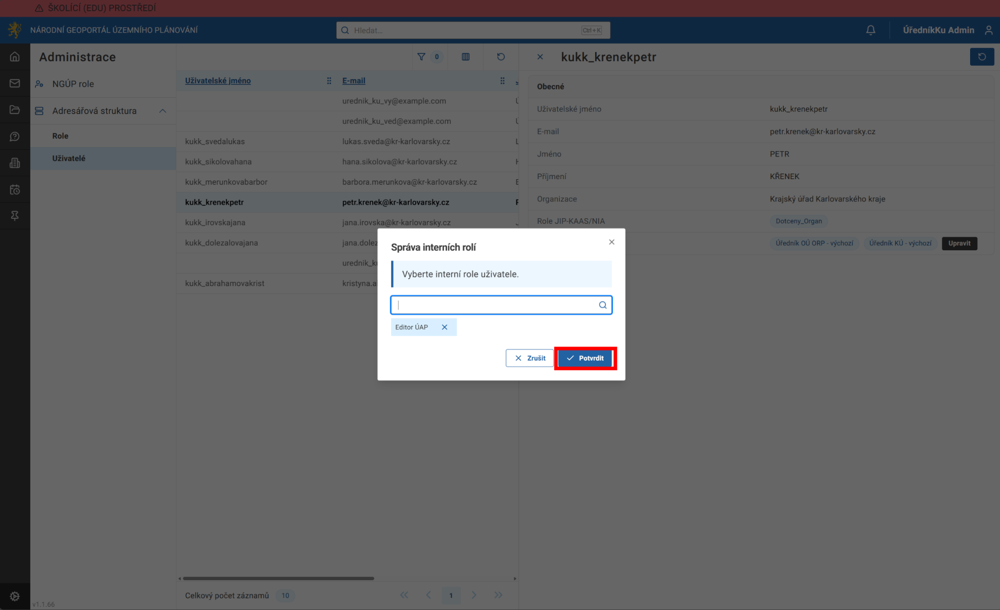 ŠKOLÍCÍ (EDU) PROSTŘEDÍ
NÁRODNÍ GEOPORTÁL ÚZEMNÍHO PLÁNOVÁNÍ
Hledat...
Ctrl+K
ÚředníkKu Admin
Administrace
NGÚP role
Adresářová struktura
Role
Uživatelé
0
Uživatelské jméno E-mail
urednik_ku_vy@example.com
urednik_ku_ved@example.com
kukk_svedalukas lukas.sveda@kr-karlovarsky.cz
kukk_sikolovahana hana.sikolova@kr-karlovarsky.cz
kukk_merunkovabarbor barbora.merunkova@kr-karlovarsky.cz
kukk_krenekpetr petr.krenek@kr-karlovarsky.cz
kukk_irovskajana jana.irovska@kr-karlovarsky.cz
kukk_dolezalovajana jana.dolez
urednik_k
kukk_abrahamovakrist kristyna.a
Celkový počet záznamů 10
1
v1.1.66
kukk_krenekpetr
Obecné
Uživatelské jméno kukk_krenekpetr
E-mail petr.krenek@kr-karlovarsky.cz
Jméno PETR
Příjmení KŘENEK
Organizace Krajský úřad Karlovarského kraje
Role JIP-KAAS/NIA Dotceny_Organ
Úředník OÚ ORP - výchozí Úředník KÚ - výchozí Upravit
Správa interních rolí
Vyberte interní role uživatele.
Editor ÚAP
Zrušit Potvrdit